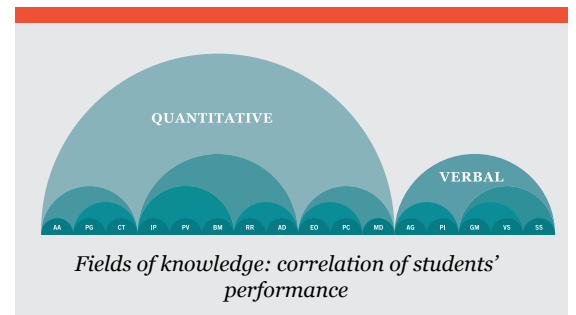 QUANTITATIVE
VERBAL
AA PG CT IP PV BM RR AD EO PC MD AG PI GM VS SS
Fields of knowledge: correlation of students’
performance